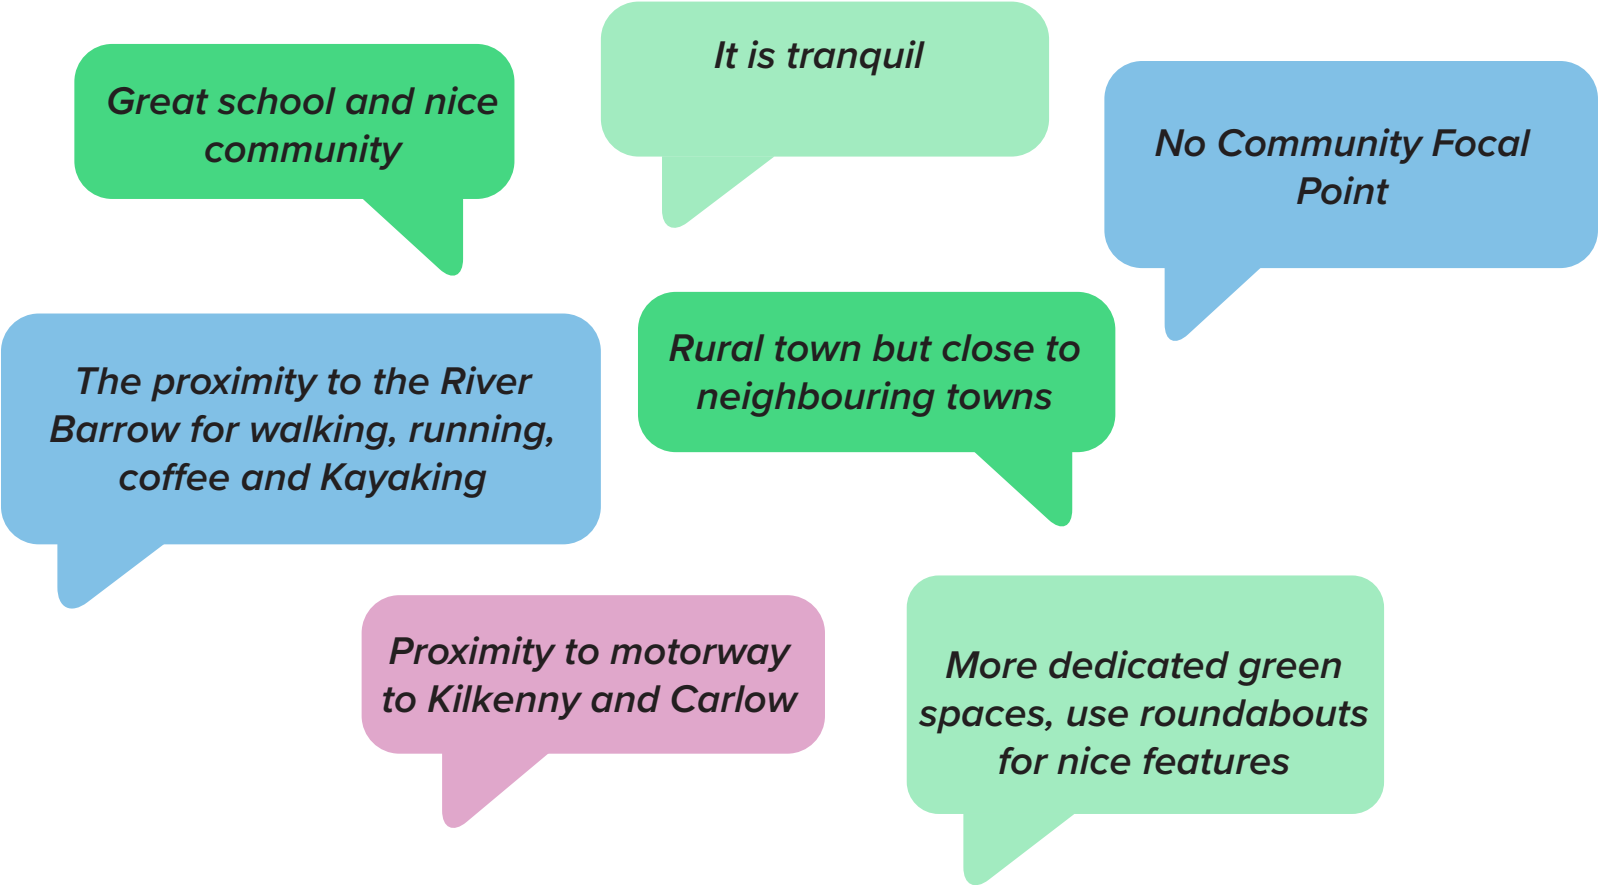 It is tranquil
Great school and nice
community
No Community Focal
Point
The proximity to the River
Barrow for walking, running,
coffee and Kayaking
Rural town but close to
neighbouring towns
Proximity to motorway
to Kilkenny and Carlow
More dedicated green
spaces, use roundabouts
for nice features